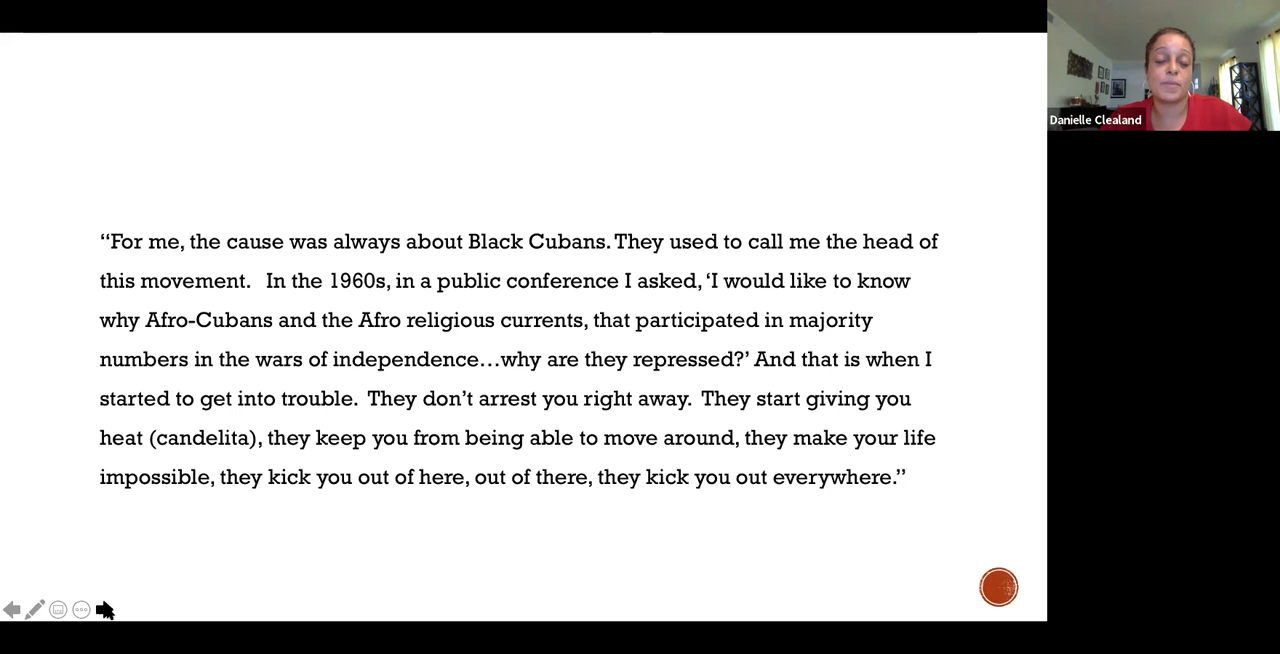 “For me, the cause was always about Black Cubans. They used to call me the head of
this movement.   In the 1960s, in a public conference I asked, ‘I would like to know
why Afro-Cubans and the Afro religious currents, that participated in majority
numbers in the wars of independence…why are they repressed?’ And that is when I
started to get into trouble.  They don’t arrest you right away.  They start giving you
heat (candelita), they keep you from being able to move around, they make your life
impossible, they kick you out of here, out of there, they kick you out everywhere.”
Danielle Clealand